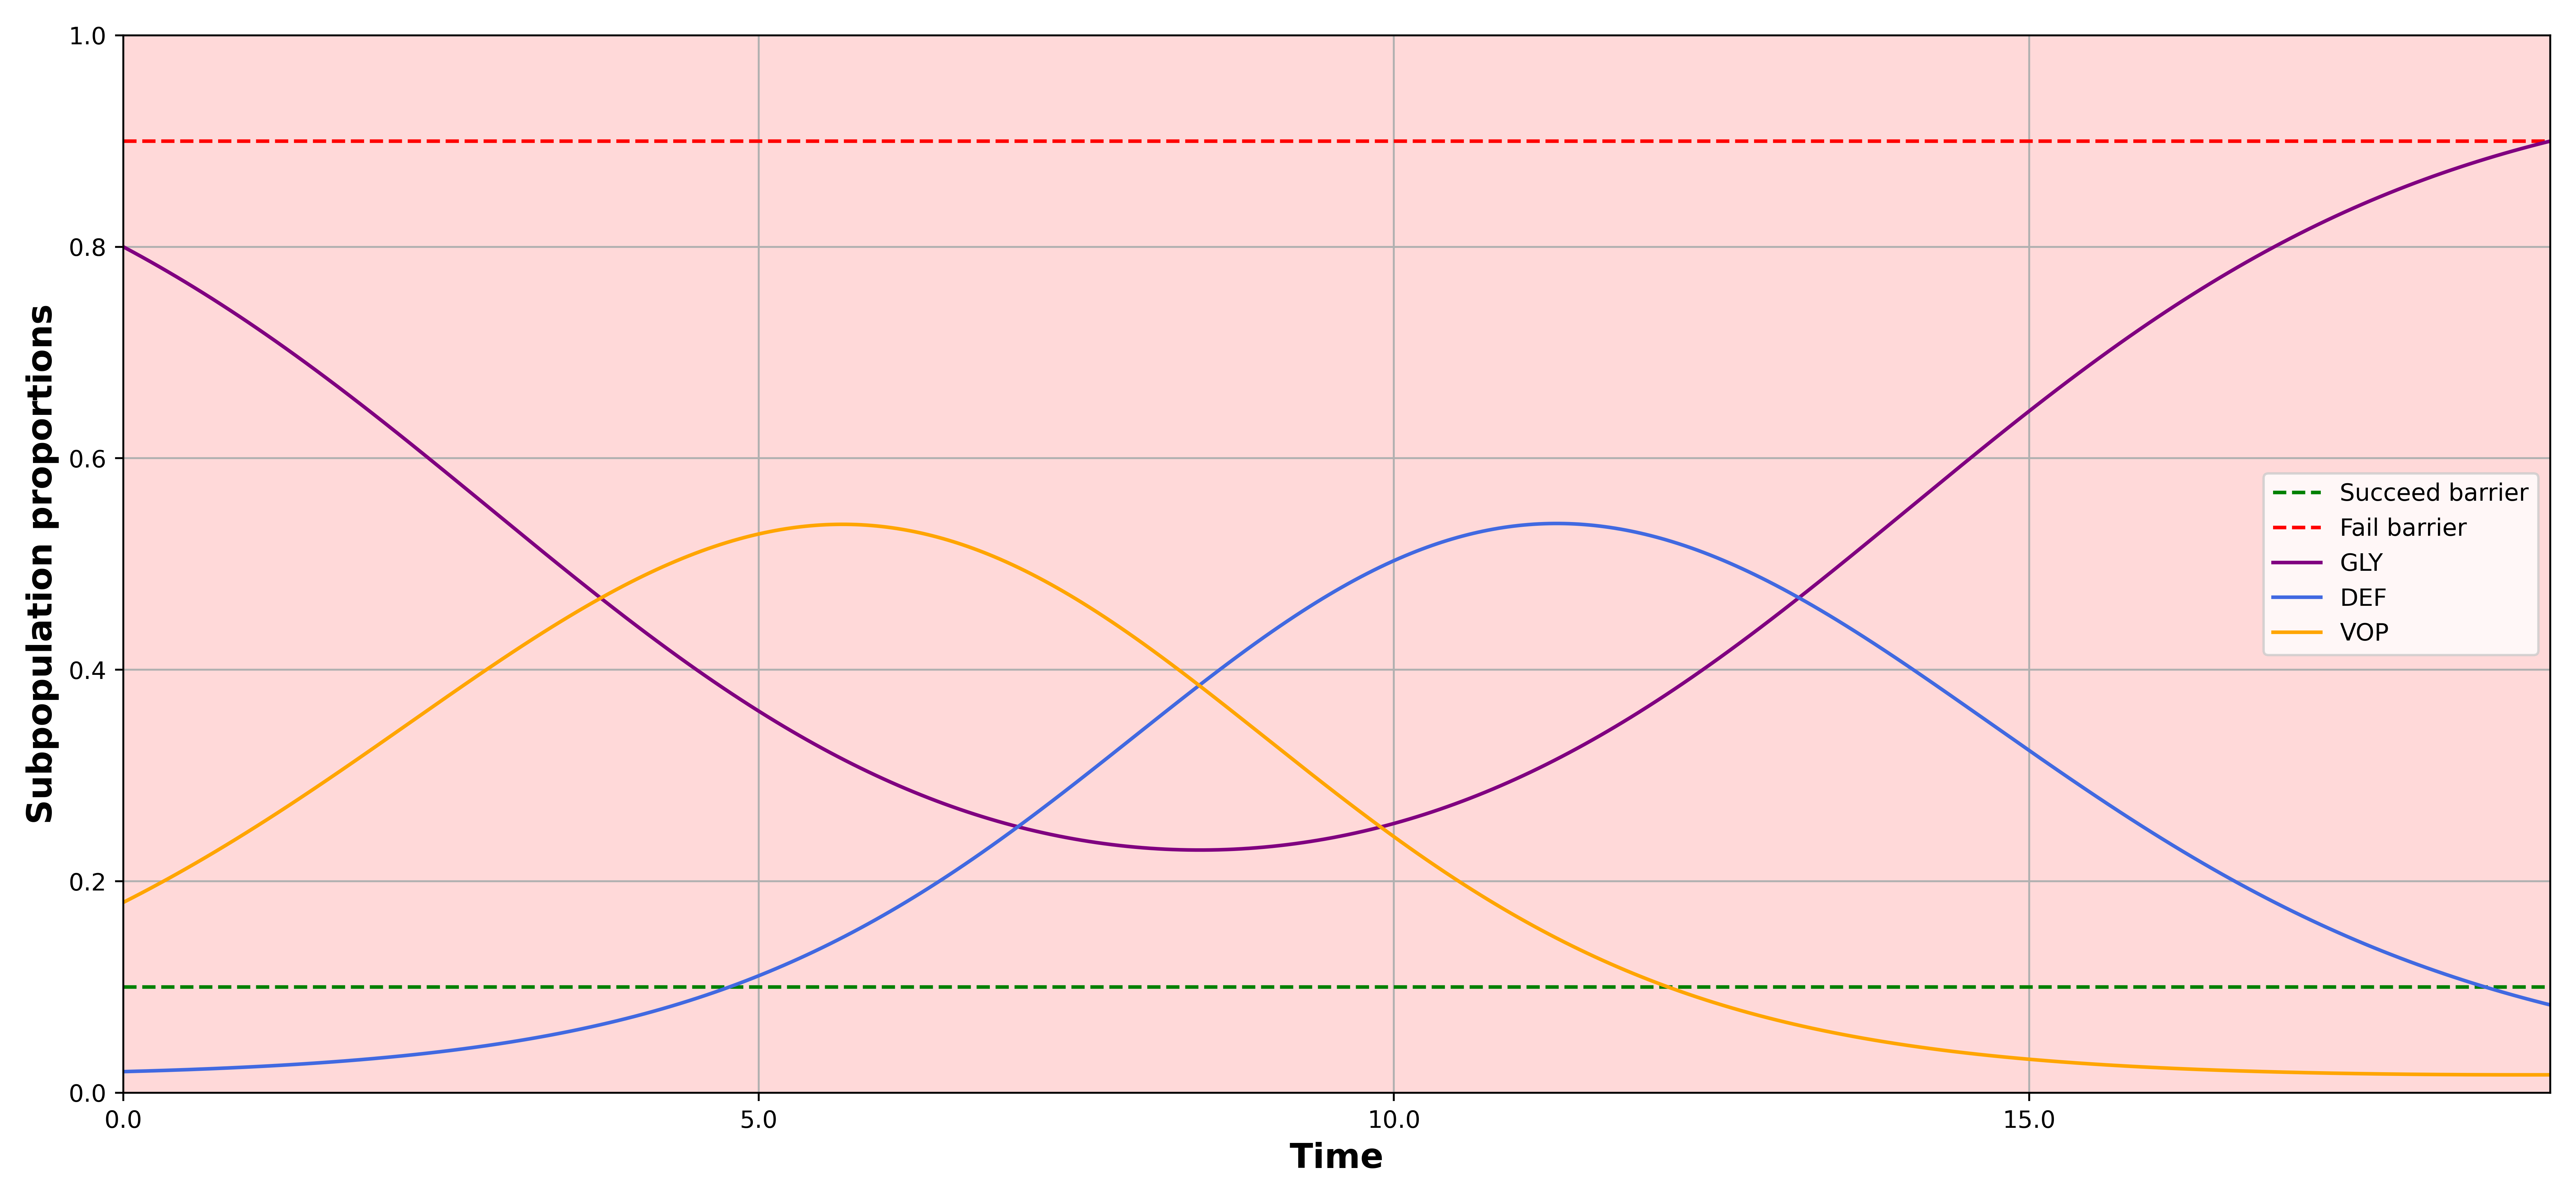 1.0
0.8
0.6
0.4
0.2
0.0
Subpopulation proportions
Succeed barrier
Fail barrier
GLY
DEF
VOP
0.0 5.0 10.0 15.0
Time